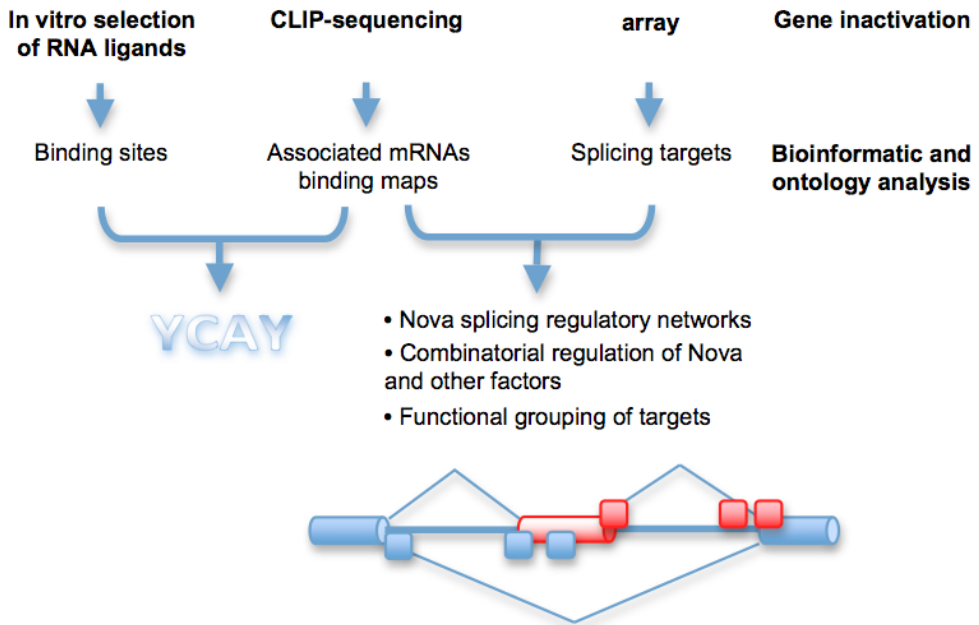 In vitro selection
of RNA ligands
CLIP-sequencing
array
Gene inactivation
Binding sites
Associated mRNAs
binding maps
Splicing targets
Bioinformatic and
ontology analysis
YCAY
• Nova splicing regulatory networks
• Combinatorial regulation of Nova
and other factors
• Functional grouping of targets